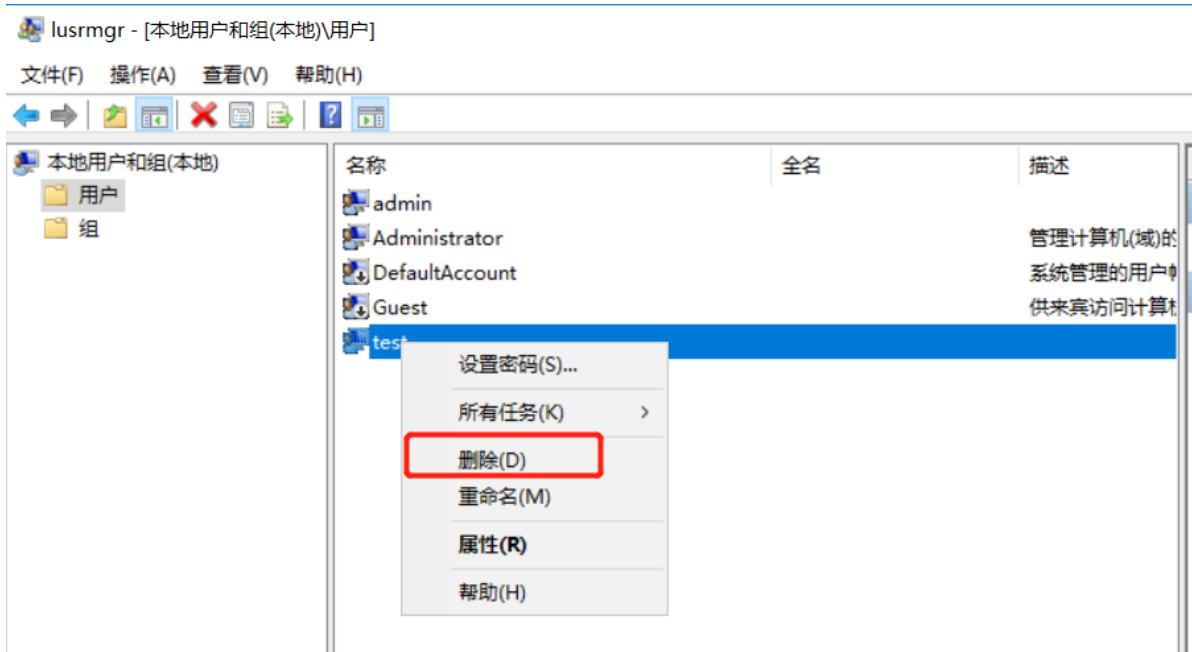 lusrmgr - [本地用户和组(本地)\用户]
文件(F) 操作(A) 查看(V) 帮助(H)
本地用户和组(本地)
用户
组
名称 全名 描述
admin
Administrator 管理计算机(域)的
DefaultAccount 系统管理的用户帐
Guest 供来宾访问计算机
test
设置密码(S)...
所有任务(K)
删除(D)
重命名(M)
属性(R)
帮助(H)